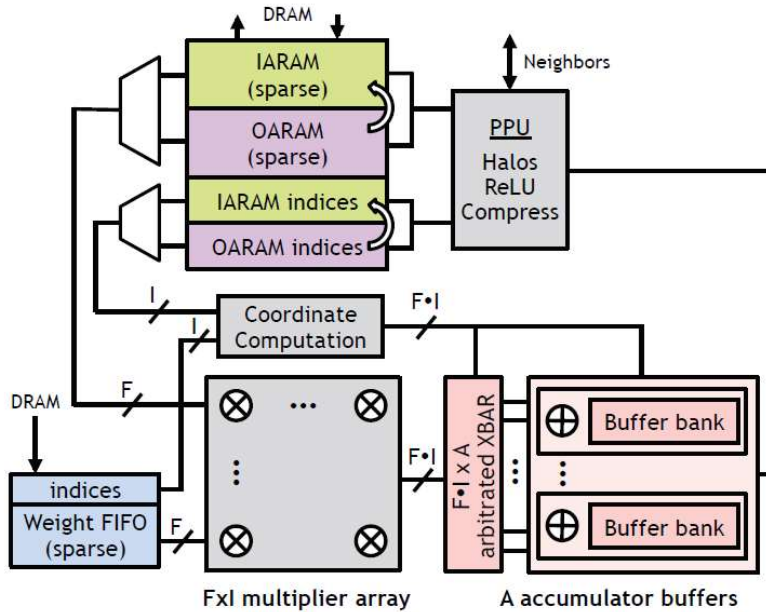 DRAM
IARAM
(sparse)
OARAM
(sparse)
IARAM indices
OARAM indices
Neighbors
PPU
Halos
ReLU
Compress
I
I
Coordinate
Computation
F•I
DRAM
F
indices
Weight FIFO
(sparse)
F
...
...
F•I
F•I x A
arbitrated XBAR
...
Buffer bank
...
Buffer bank
FxI multiplier array
A accumulator buffers